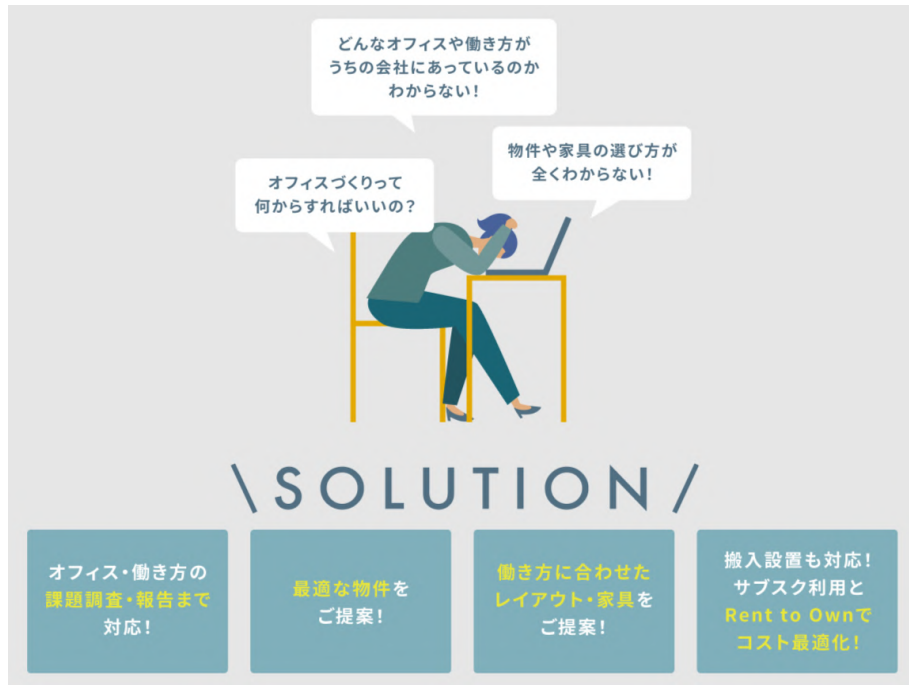 どんなオフィスや働き方が
うちの会社にあっているのか
わからない！
物件や家具の選び方が
全くわからない！
オフィスづくりって
何からすればいいの？
\SOLUTION/
オフィス・働き方の
課題調査・報告まで
対応！
最適な物件を
ご提案！
働き方に合わせた
レイアウト・家具を
ご提案！
搬入設置も対応！
サブスク利用と
Rent to Ownで
コスト最適化！